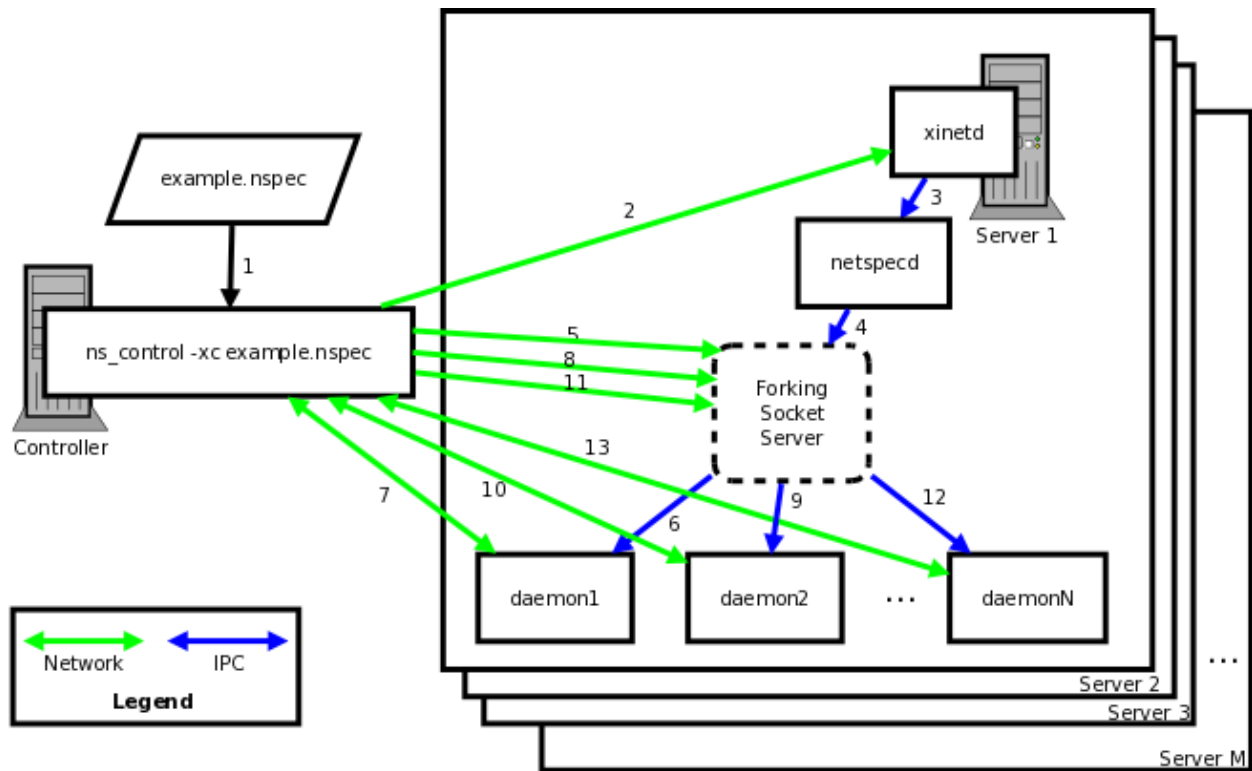 example.nspec
1
ns_control -xc example.nspec
Controller
2
xinetd
3
Server 1
netspecd
4
5
8
11
Forking
Socket
Server
13
7
10
6
9
12
daemon1
daemon2
...
daemonN
Network
IPC
Legend
...
Server 2
Server 3
Server M